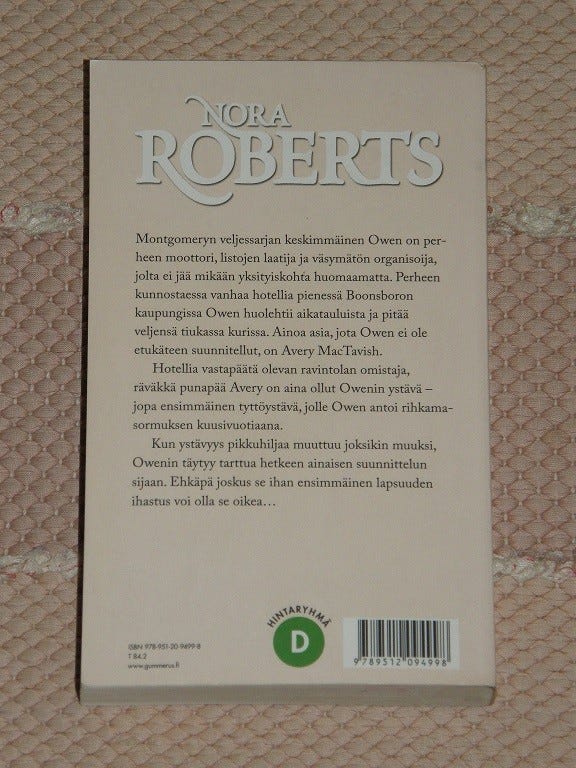 NORA
ROBERTS
Montgomeryn veljessarjan keskimmäinen Owen on per-
heen moottori, listojen laatija ja väsymätön organisoija,
jolta ei jää mikään yksityiskohta huomaamatta. Perheen
kunnostaessa vanhaa hotellia pienessä Boonsboron
kaupungissa Owen huolehtii aikatauluista ja pitää
veljensä tiukassa kurissa. Ainoa asia, jota Owen ei ole
etukäteen suunnitellut, on Avery MacTavish.
Hotellia vastapäätä olevan ravintolan omistaja,
räväkkä punapää Avery on aina ollut Owenin ystävä –
jopa ensimmäinen tyttöystävä, jolle Owen antoi rihkama-
sormuksen kuusivuotiaana.
Kun ystävyys pikkuhiljaa muuttuu joksikin muuksi,
Owenin täytyy tarttua hetkeen ainaisen suunnittelun
sijaan. Ehkäpä joskus se ihan ensimmäinen lapsuuden
ihastus voi olla se oikea…
HINTARYHMÄ
D
ISBN 978-951-20-9499-8
T 84.2
www.gummerus.fi
9789512094998